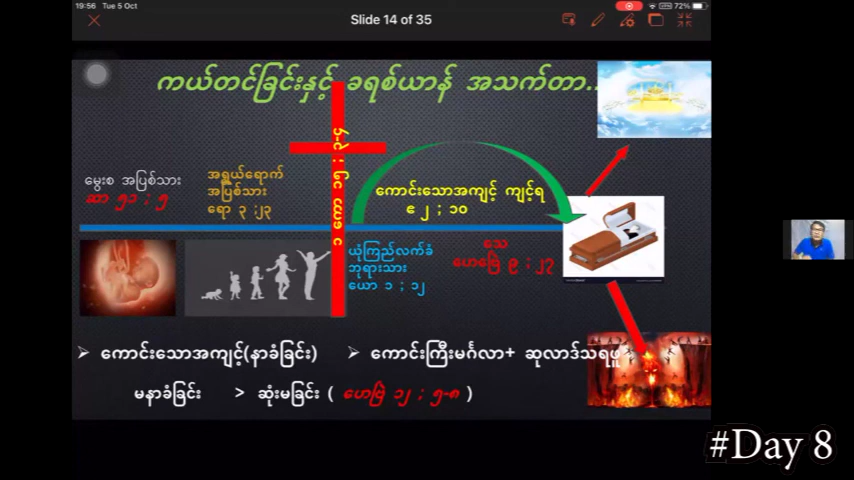 19:56 Tue 5 Oct
72%
Slide 14 of 35
ကယ်တင်ခြင်းနှင့် ခရစ်ယာန် အသက်တာ..
မွေးစ အပြစ်သား
ဆာ ၅၁ ; ၅
အရွယ်ရောက်
အပြစ်သား
ရော ၃ ;၂၃
ကောင်းသောအကျင့် ကျင့်ရ
ဧ ၂ ; ၁၀
ယုံကြည်လက်ခံ
ဘုရားသား
ယော ၁ ; ၁၂
သေ
ဟေဗြဲ ၉ ; ၂၇
ကောင်းသောအကျင့်(နာခံခြင်း)
ကောင်းကြီးမင်္ဂလာ+ ဆုလာဒ်သရဖူ
မနာခံခြင်း > ဆုံးမခြင်း ( ဟေဗြဲ ၁၂ ; ၅-၈ )
#Day 8